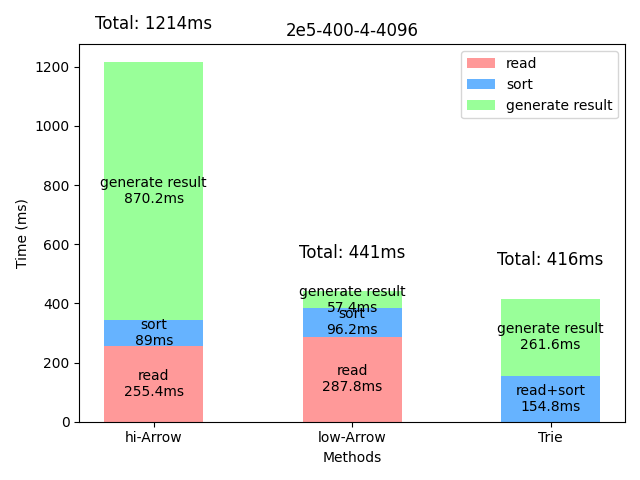 Total: 1214ms
2e5-400-4-4096
read
sort
generate result
1200
1000
800
600
400
200
0
Time (ms)
generate result
870.2ms
sort
89ms
read
255.4ms
Total: 441ms
generate result
57.4ms
sort
96.2ms
read
287.8ms
Total: 416ms
generate result
261.6ms
read+sort
154.8ms
hi-Arrow
low-Arrow
Trie
Methods